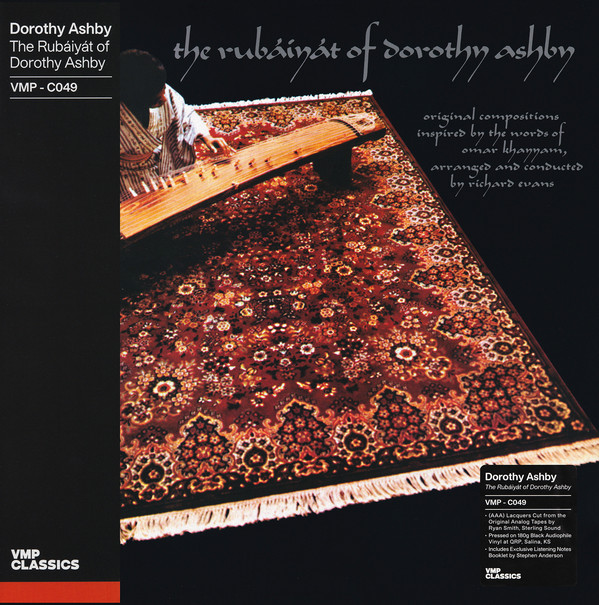 Dorothy Ashby
The Rubáiyát of
Dorothy Ashby
VMP - C049
the rubáiyát of dorothy ashby
original compositions
inspired by the words of
omar khayyam,
arranged and conducted
by richard evans
Dorothy Ashby
The Rubáiyát of Dorothy Ashby
VMP - C049
• (AAA) Lacquers Cut from the
Original Analog Tapes by
Ryan Smith, Sterling Sound
• Pressed on 180g Black Audiophile
Vinyl at QRP, Salina, KS
• Includes Exclusive Listening Notes
Booklet by Stephen Anderson
VMP
CLASSICS
VMP
CLASSICS